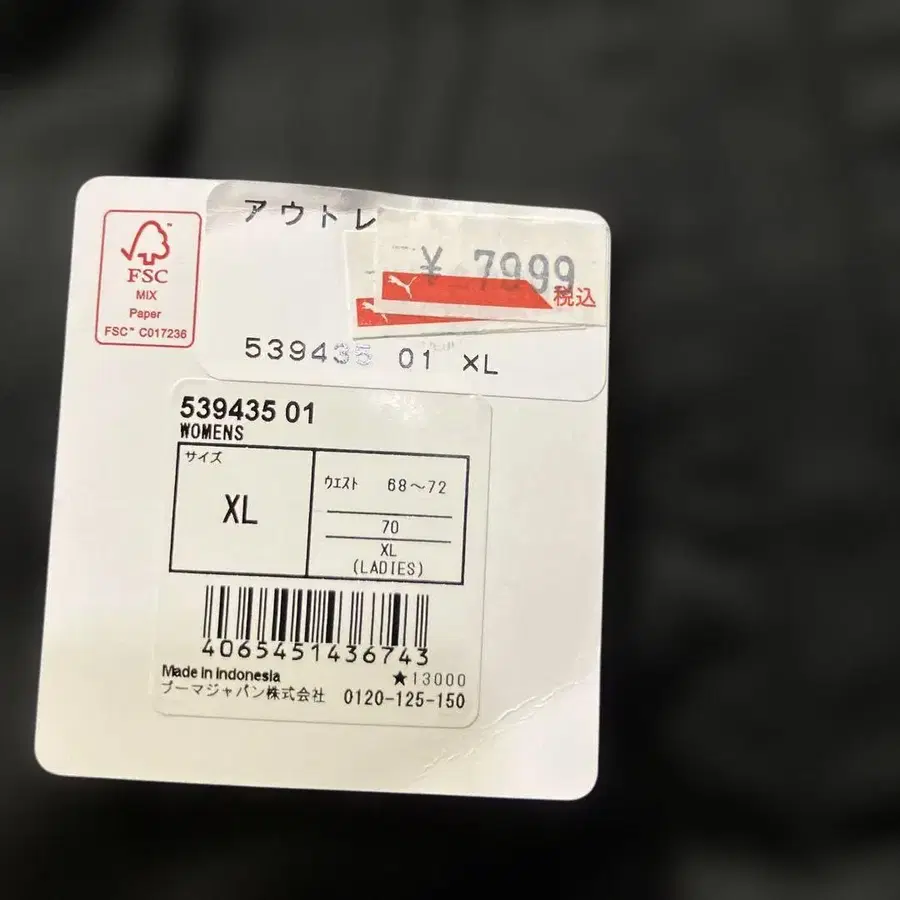 FSC™
MIX
Paper
FSC™ C017236
アウトレ
¥ 7999
税込
539435 01 XL
539435 01
WOMENS
サイズ
XL
ウエスト 68～72
70
XL
(LADIES)
4065451436743
Made in Indonesia
★13000
プーマジャパン株式会社 0120-125-150